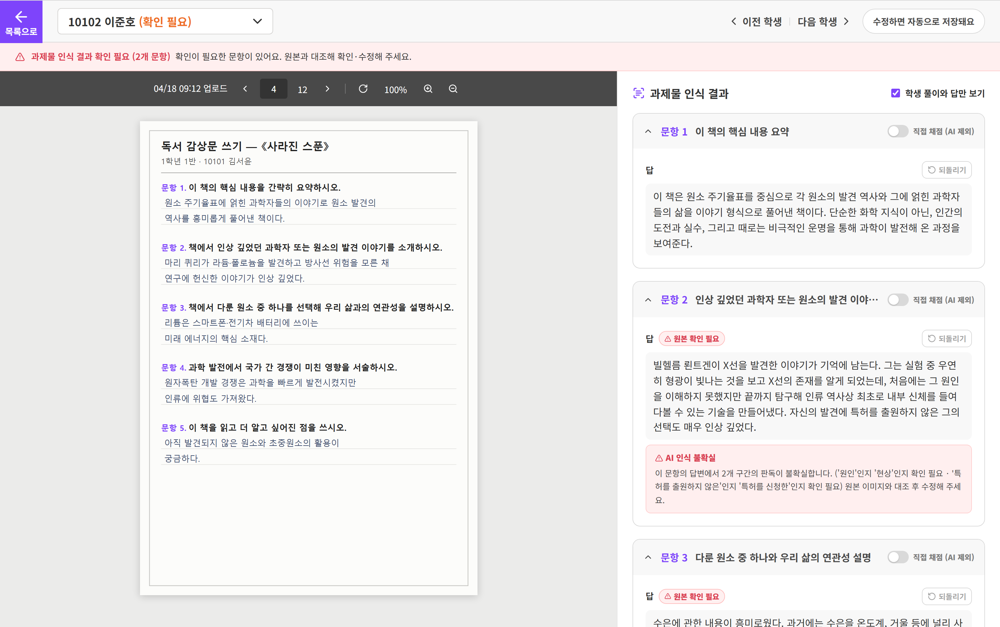 목록으로
10102 이준호 (확인 필요)
이전 학생
다음 학생
수정하면 자동으로 저장돼요
과제물 인식 결과 확인 필요 (2개 문항) 확인이 필요한 문항이 있어요. 원본과 대조해 확인·수정해 주세요.
04/18 09:12 업로드
4
12
100%
독서 감상문 쓰기 — 《사라진 스푼》
1학년 1반 · 10101 김서윤
문항 1. 이 책의 핵심 내용을 간략히 요약하시오.
원소 주기율표에 얽힌 과학자들의 이야기로 원소 발견의
역사를 흥미롭게 풀어낸 책이다.
문항 2. 책에서 인상 깊었던 과학자 또는 원소의 발견 이야기를 소개하시오.
마리 퀴리가 라듐·폴로늄을 발견하고 방사선 위험을 모른 채
연구에 헌신한 이야기가 인상 깊었다.
문항 3. 책에서 다룬 원소 중 하나를 선택해 우리 삶과의 연관성을 설명하시오.
리튬은 스마트폰·전기차 배터리에 쓰이는
미래 에너지의 핵심 소재다.
문항 4. 과학 발전에서 국가 간 경쟁이 미친 영향을 서술하시오.
원자폭탄 개발 경쟁은 과학을 빠르게 발전시켰지만
인류에 위협도 가져왔다.
문항 5. 이 책을 읽고 더 알고 싶어진 점을 쓰시오.
아직 발견되지 않은 원소와 초중원소의 활용이
궁금하다.
과제물 인식 결과
학생 풀이와 답만 보기
문항 1 이 책의 핵심 내용 요약
직접 채점 (AI 제외)
답
되돌리기
이 책은 원소 주기율표를 중심으로 각 원소의 발견 역사와 그에 얽힌 과학자
들의 삶을 이야기 형식으로 풀어낸 책이다. 단순한 화학 지식이 아닌, 인간의
도전과 실수, 그리고 때로는 비극적인 운명을 통해 과학이 발전해 온 과정을
보여준다.
문항 2 인상 깊었던 과학자 또는 원소의 발견 이야…
직접 채점 (AI 제외)
답
원본 확인 필요
되돌리기
빌헬름 뢴트겐이 X선을 발견한 이야기가 기억에 남는다. 그는 실험 중 우연
히 형광이 빛나는 것을 보고 X선의 존재를 알게 되었는데, 처음에는 그 원인
을 이해하지 못했지만 끝까지 탐구해 인류 역사상 최초로 내부 신체를 들여
다볼 수 있는 기술을 만들어냈다. 자신의 발견에 특허를 출원하지 않은 그의
선택도 매우 인상 깊었다.
AI 인식 불확실
이 문항의 답변에서 2개 구간의 판독이 불확실합니다. ('원인'인지 '현상'인지 확인 필요 · '특
허를 출원하지 않은'인지 '특허를 신청한'인지 확인 필요) 원본 이미지와 대조 후 수정해 주세
요.
문항 3 다룬 원소 중 하나와 우리 삶의 연관성 설명
직접 채점 (AI 제외)
답
원본 확인 필요
되돌리기
수은에 관한 내용이 흥미로웠다. 과거에는 수은을 온도계, 거울 등에 널리 사